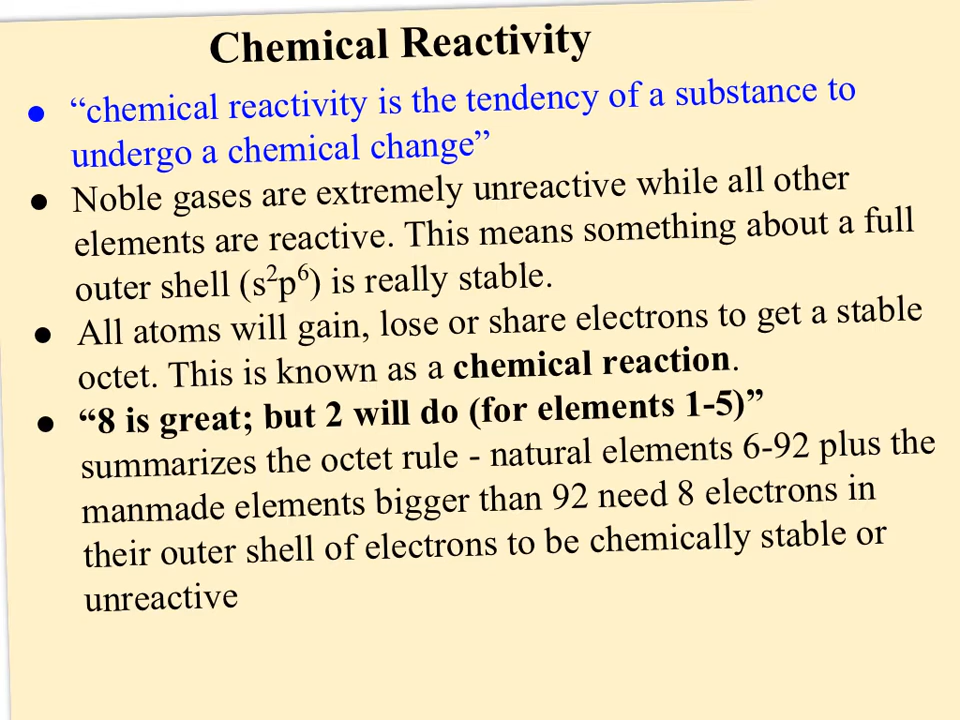 Chemical Reactivity
● “chemical reactivity is the tendency of a substance to
undergo a chemical change”
● Noble gases are extremely unreactive while all other
elements are reactive. This means something about a full
outer shell (s²p⁶) is really stable.
● All atoms will gain, lose or share electrons to get a stable
octet. This is known as a chemical reaction.
● “8 is great; but 2 will do (for elements 1-5)”
summarizes the octet rule - natural elements 6-92 plus the
manmade elements bigger than 92 need 8 electrons in
their outer shell of electrons to be chemically stable or
unreactive